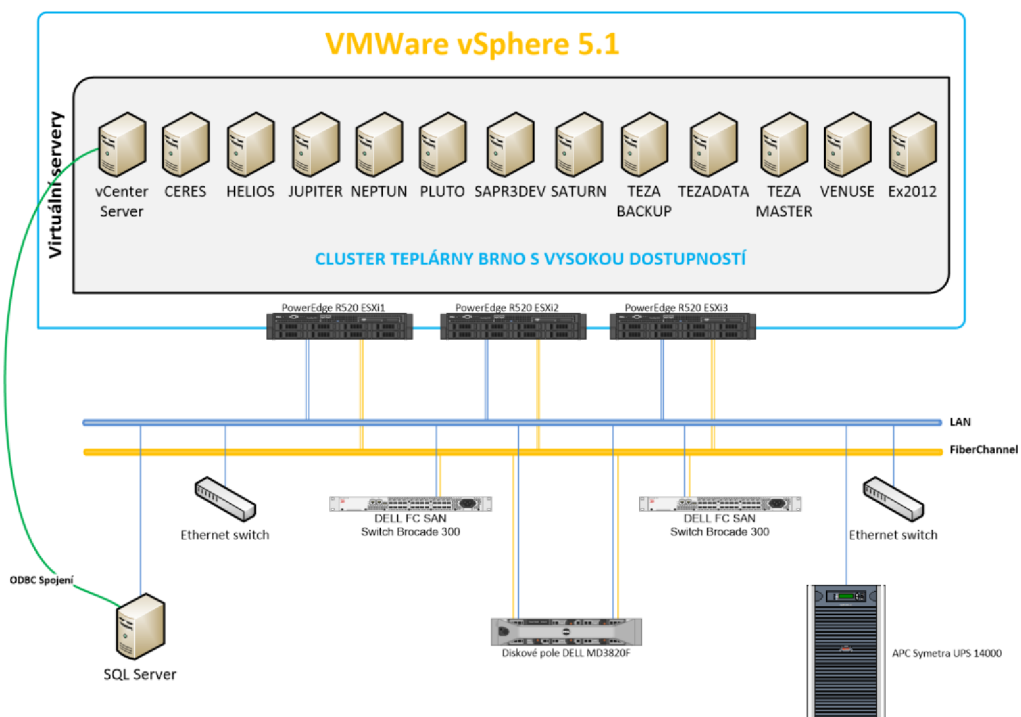 VMWare vSphere 5.1
Virtuální servery
vCenter
Server
CERES
HELIOS
JUPITER
NEPTUN
PLUTO
SAPR3DEV
SATURN
TEZA
BACKUP
TEZADATA
TEZA
MASTER
VENUSE
Ex2012
CLUSTER TEPLÁRNY BRNO S VYSOKOU DOSTUPNOSTÍ
PowerEdge R520 ESXi1
PowerEdge R520 ESXi2
PowerEdge R520 ESXi3
LAN
FiberChannel
Ethernet switch
DELL FC SAN
Switch Brocade 300
DELL FC SAN
Switch Brocade 300
Ethernet switch
ODBC Spojení
SQL Server
Diskové pole DELL MD3820F
APC Symetra UPS 14000